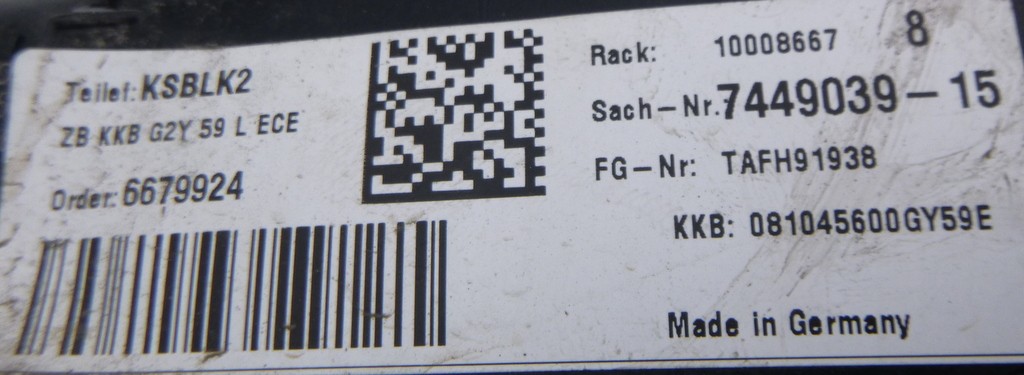 Teilef: KSBLK2
ZB KKB G2Y 59 L ECE
Order: 6679924
Rack: 10008667 8
Sach-Nr. 7449039-15
FG-Nr: TAFH91938
KKB: 081045600GY59E
Made in Germany